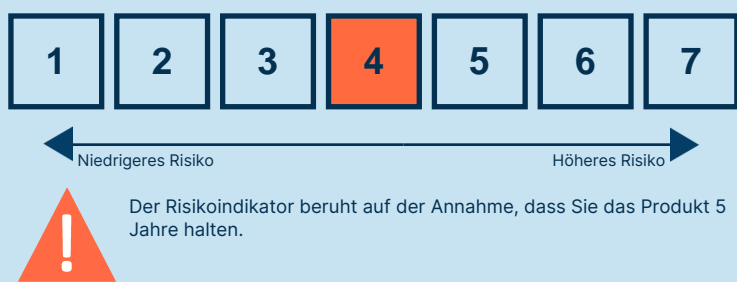 1 2 3 4 5 6 7
Niedrigeres Risiko Höheres Risiko
!
Der Risikoindikator beruht auf der Annahme, dass Sie das Produkt 5
Jahre halten.